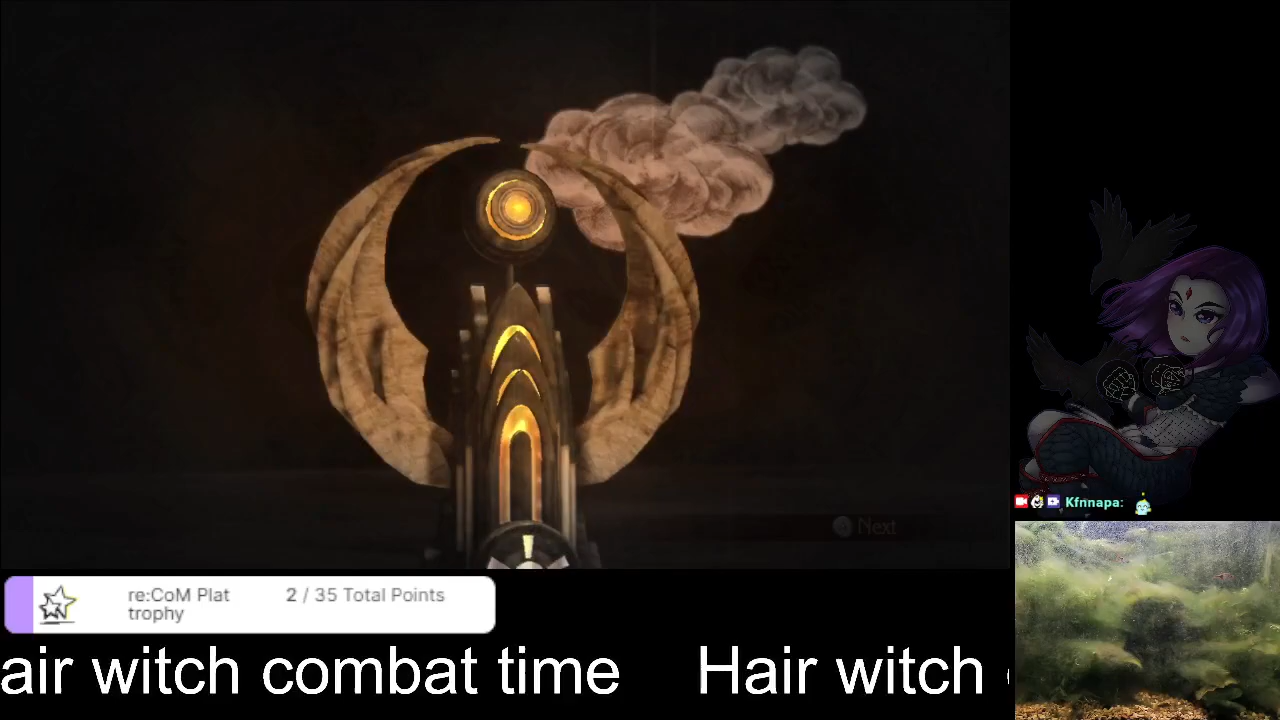 Next
re:CoM Plat
trophy
2 / 35 Total Points
air witch combat time Hair witch
Kfnnapa: